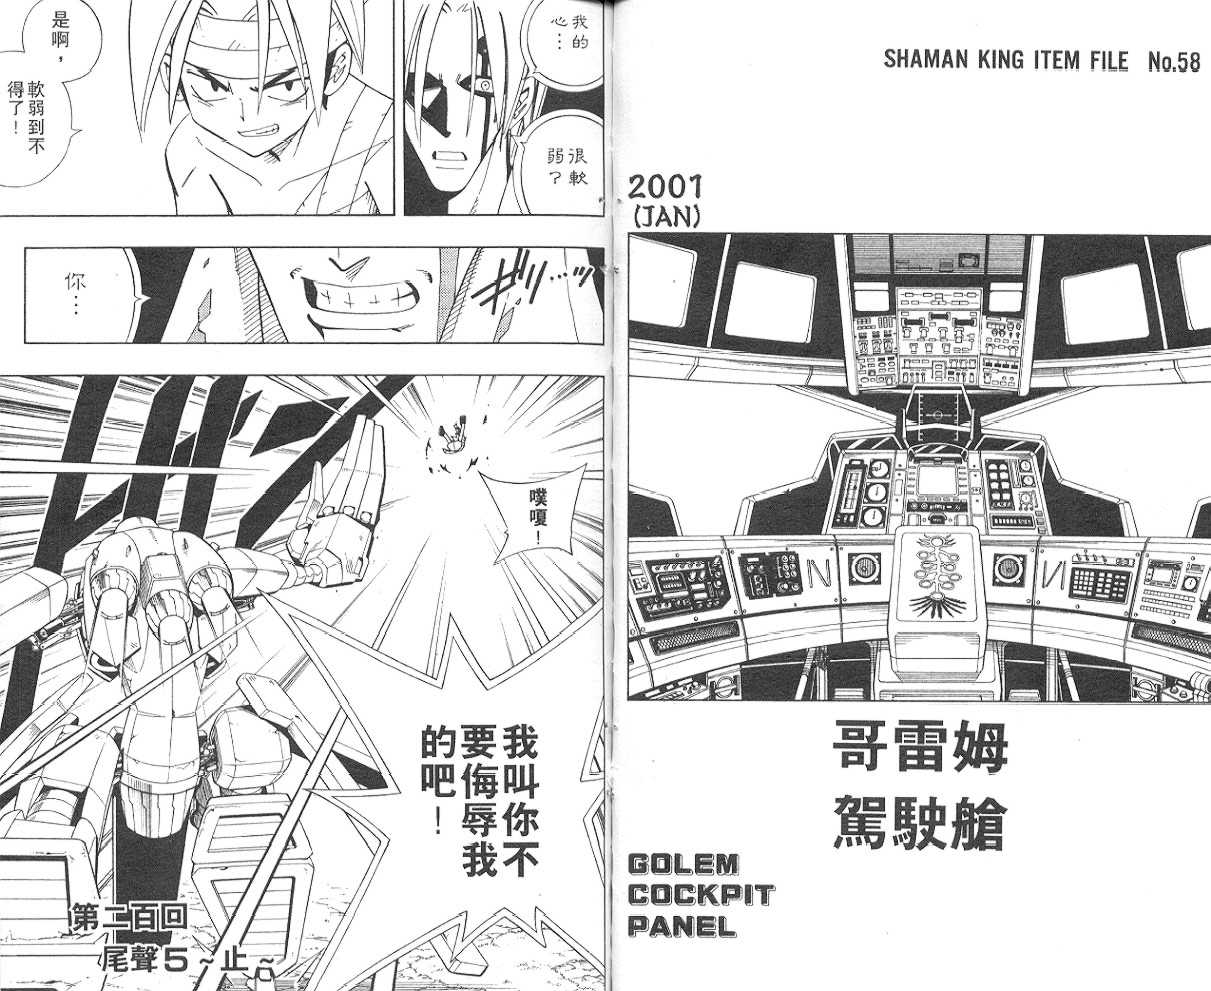 我的
心…
很軟
弱？
是啊，
軟弱到不
得了！
你…
噗嗄！
我叫你不
要侮辱我
的吧！
第二百回
尾聲5～止～
SHAMAN KING ITEM FILE No.58
2001
(JAN)
哥雷姆
駕駛艙
GOLEM
COCKPIT
PANEL